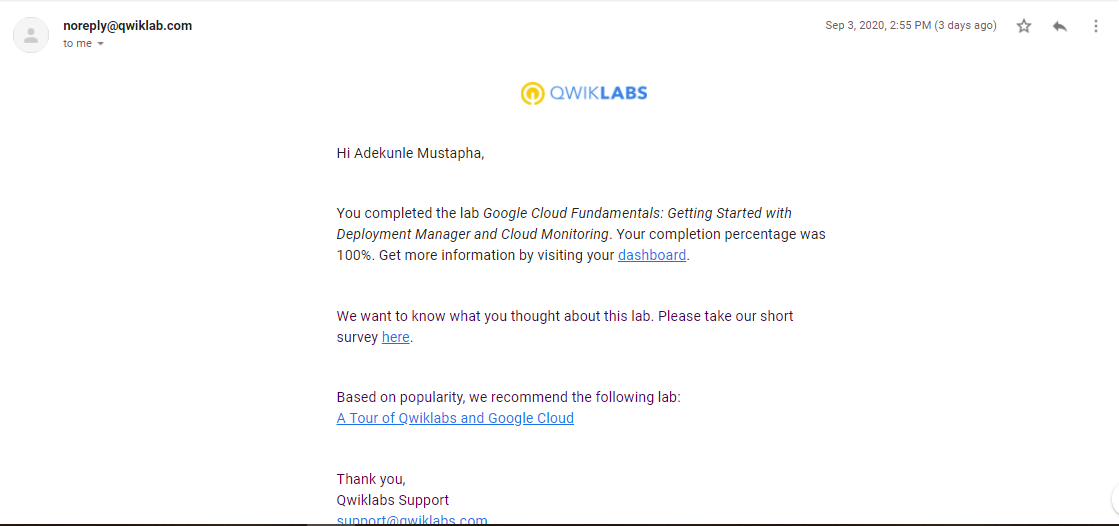 noreply@qwiklab.com
Sep 3, 2020, 2:55 PM (3 days ago)
to me
QWIKLABS
Hi Adekunle Mustapha,
You completed the lab Google Cloud Fundamentals: Getting Started with
Deployment Manager and Cloud Monitoring. Your completion percentage was
100%. Get more information by visiting your dashboard.
We want to know what you thought about this lab. Please take our short
survey here.
Based on popularity, we recommend the following lab:
A Tour of Qwiklabs and Google Cloud
Thank you,
Qwiklabs Support
support@qwiklabs.com